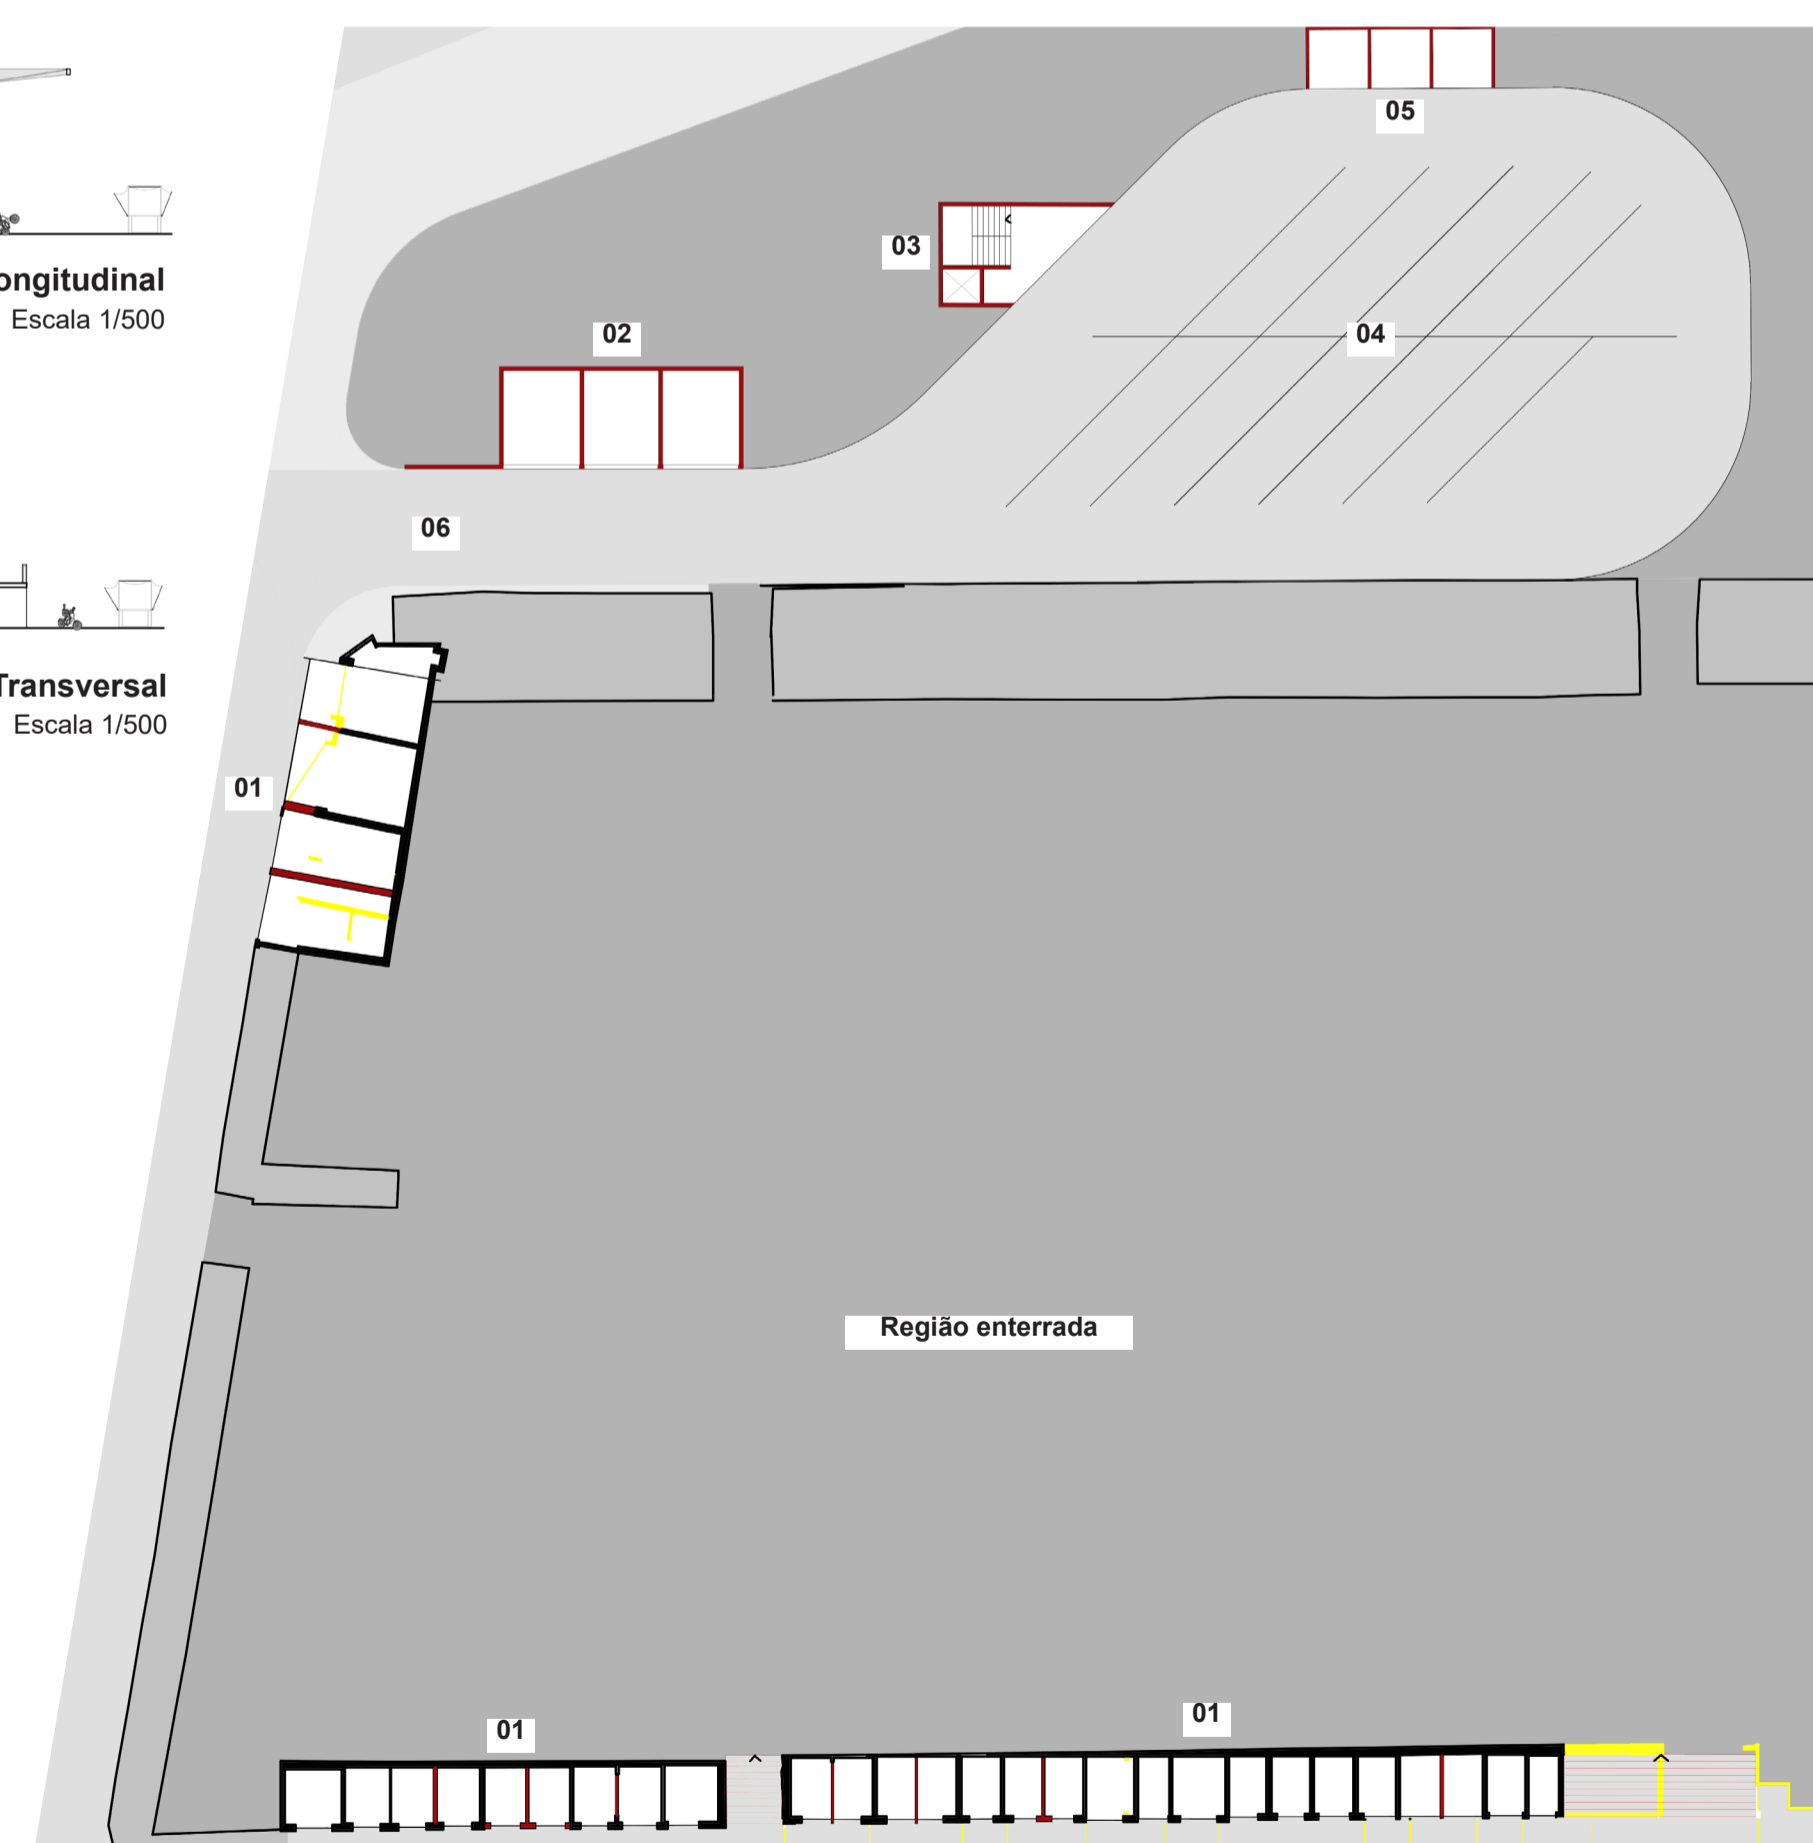 05
03
ongitudinal
Escala 1/500
02
04
06
Transversal
Escala 1/500
01
Região enterrada
01
01